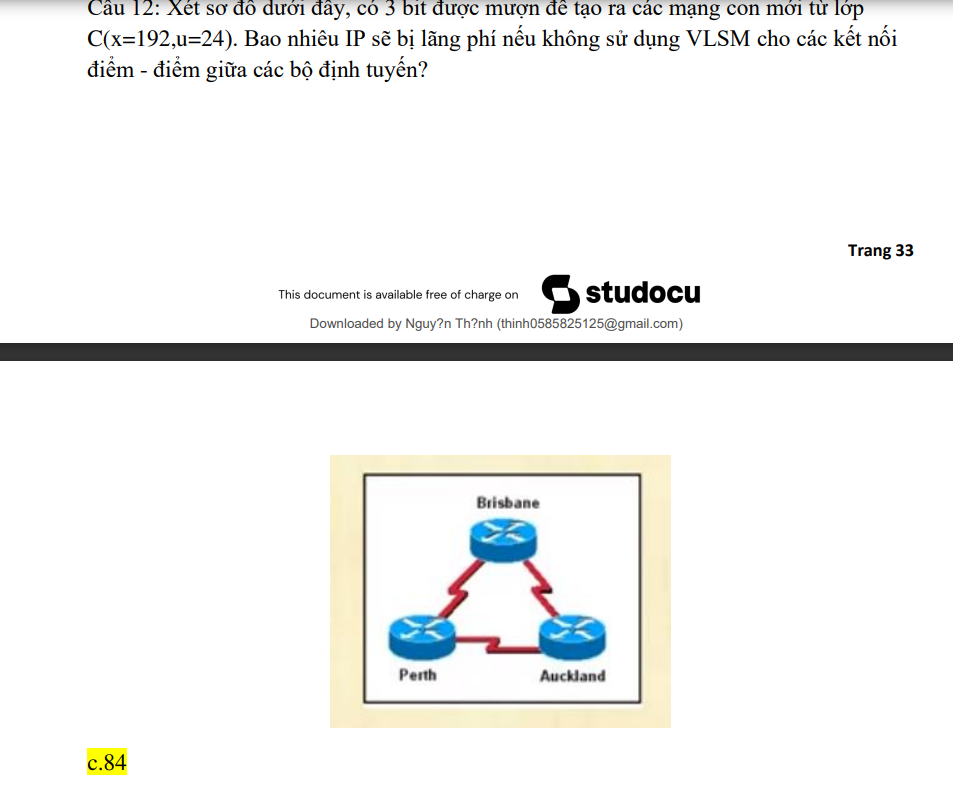 Câu 12: Xét sơ đồ dưới đây, có 3 bit được mượn để tạo ra các mạng con mới từ lớp
C(x=192,u=24). Bao nhiêu IP sẽ bị lãng phí nếu không sử dụng VLSM cho các kết nối
điểm - điểm giữa các bộ định tuyến?
Trang 33
This document is available free of charge on
studocu
Downloaded by Nguy?n Th?nh (thinh0585825125@gmail.com)
Brisbane
Perth
Auckland
c.84